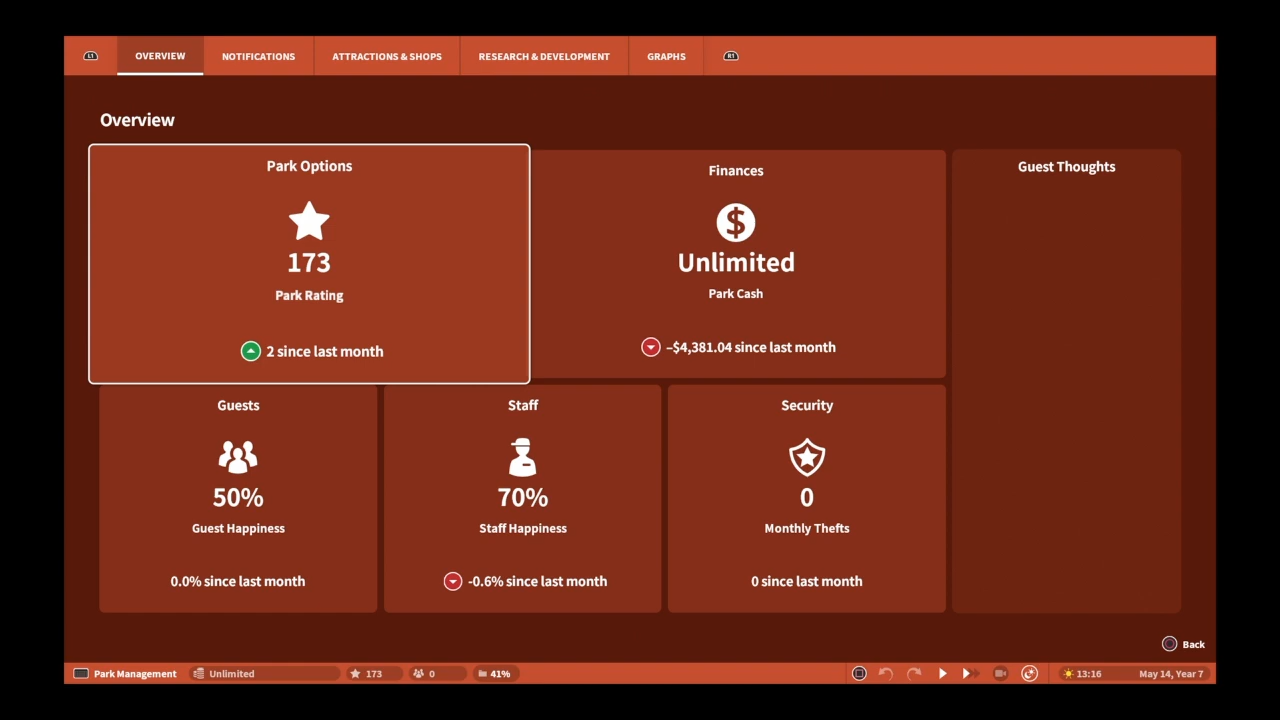 L1 OVERVIEW NOTIFICATIONS ATTRACTIONS & SHOPS RESEARCH & DEVELOPMENT GRAPHS R1
Overview
Park Options
173
Park Rating
2 since last month
Finances
$
Unlimited
Park Cash
-$4,381.04 since last month
Guest Thoughts
Guests
50%
Guest Happiness
0.0% since last month
Staff
70%
Staff Happiness
-0.6% since last month
Security
0
Monthly Thefts
0 since last month
Back
Park Management Unlimited 173 0 41% 13:16 May 14, Year 7